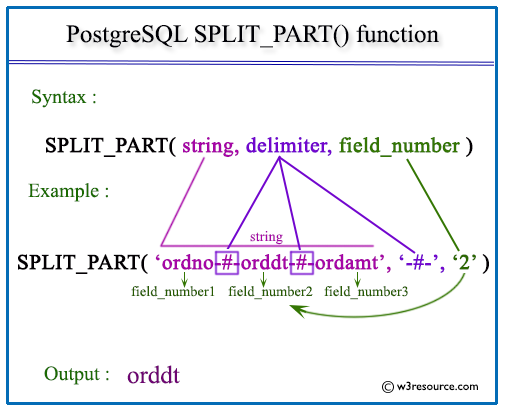 PostgreSQL SPLIT_PART() function
Syntax :
SPLIT_PART( string, delimiter, field_number )
Example :
string
SPLIT_PART( ‘ordno-#-orddt-#-ordamt’, ‘-#-’, ‘2’ )
field_number1 field_number2 field_number3
Output : orddt
© w3resource.com